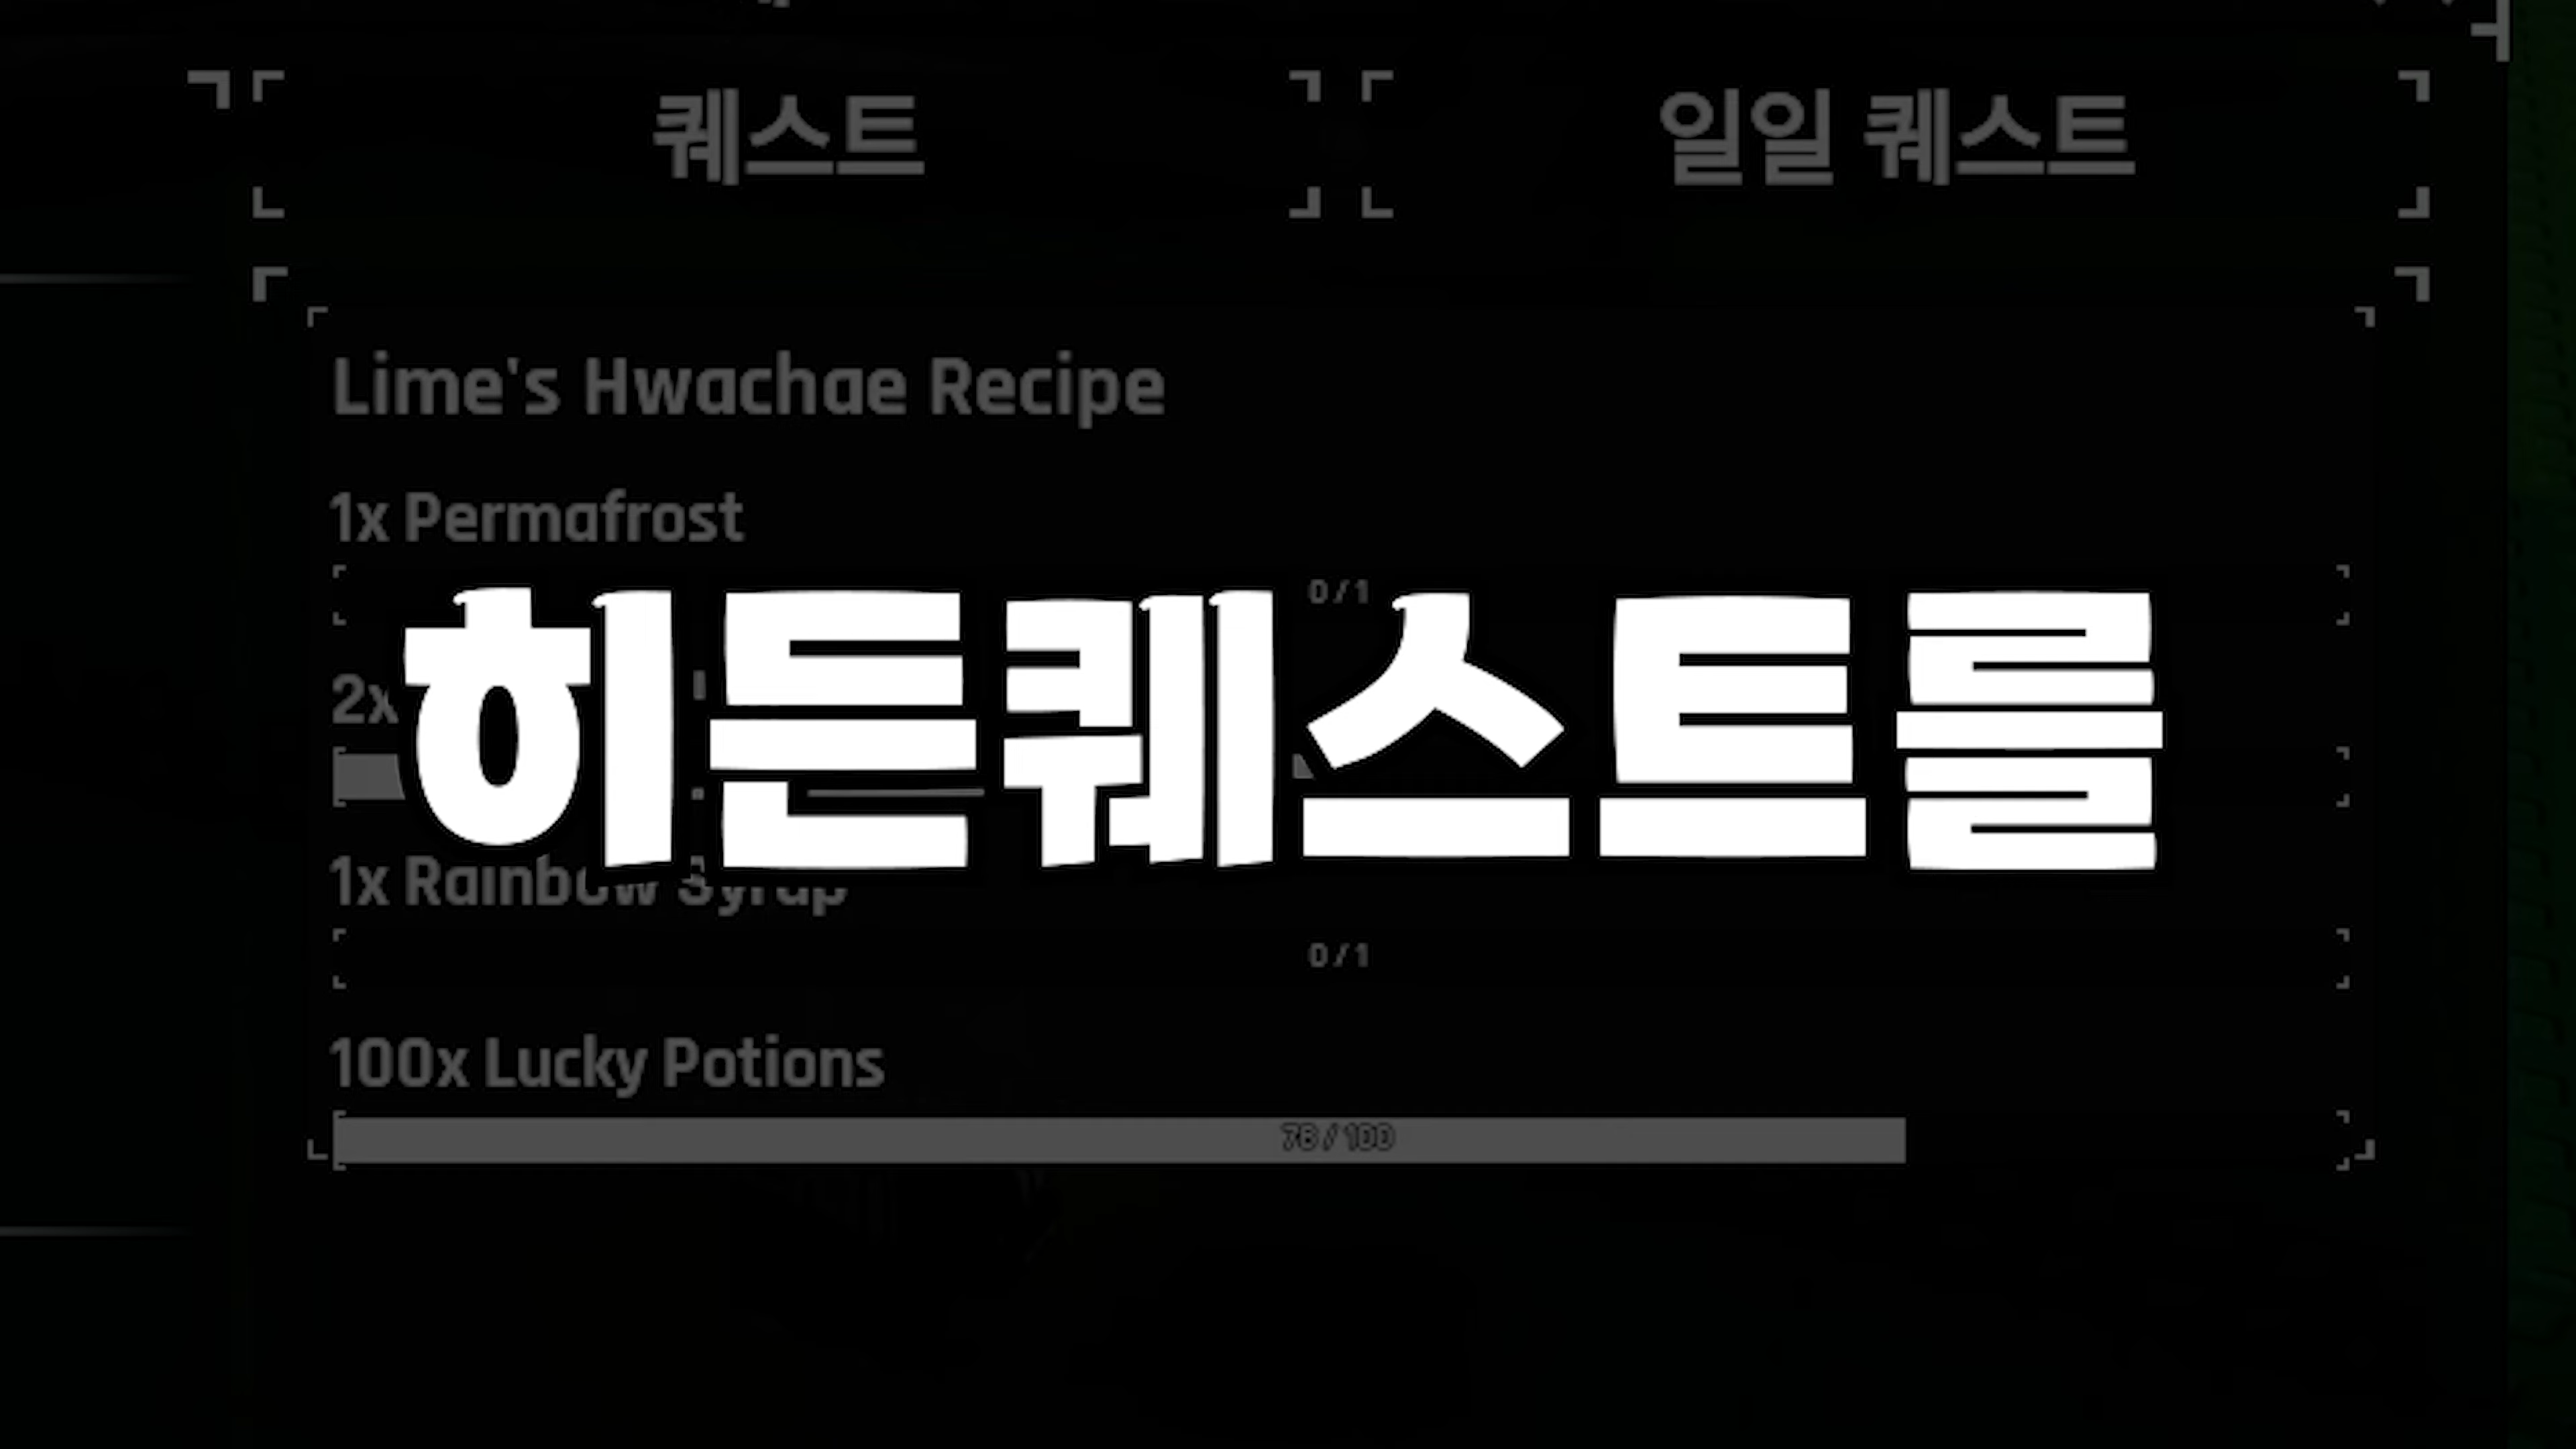 퀘스트 일일 퀘스트
Lime's Hwachae Recipe
1x Permafrost
0/1
히든퀘스트를
2x
1x Rainbow Syrup
0/1
100x Lucky Potions
78/100